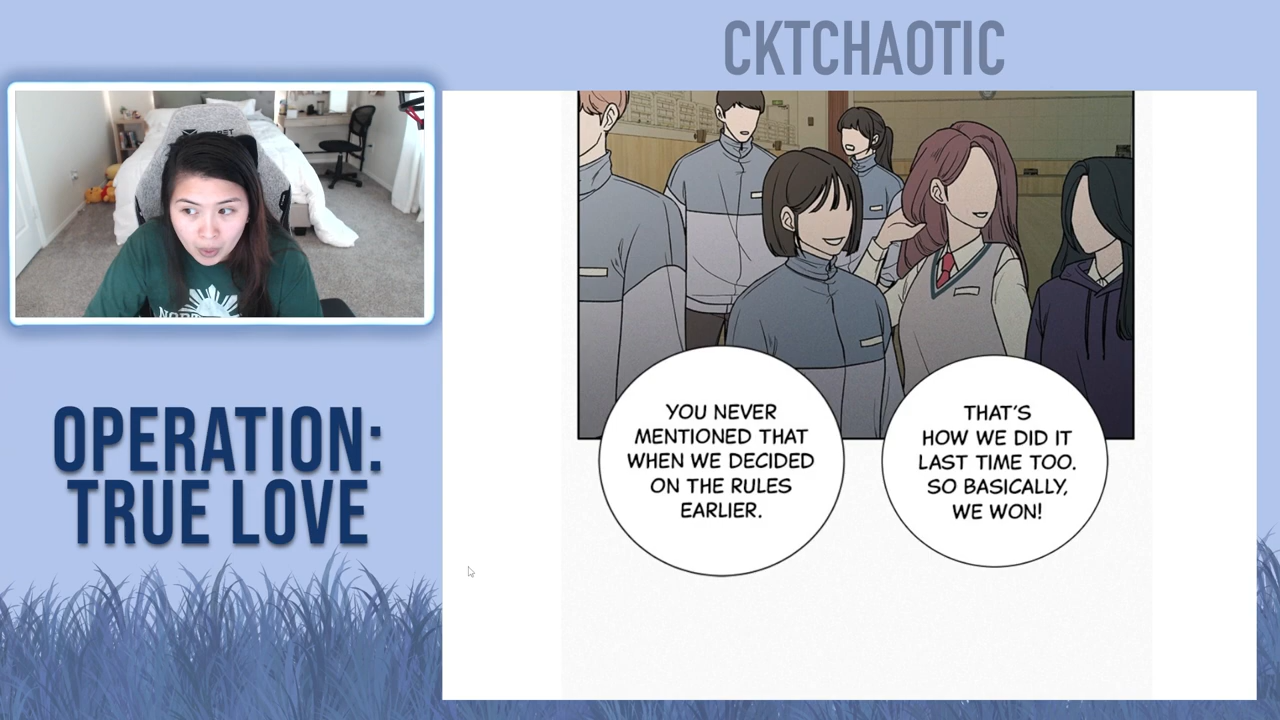 CKTCHAOTIC
OPERATION:
TRUE LOVE
YOU NEVER
MENTIONED THAT
WHEN WE DECIDED
ON THE RULES
EARLIER.
THAT'S
HOW WE DID IT
LAST TIME TOO.
SO BASICALLY,
WE WON!